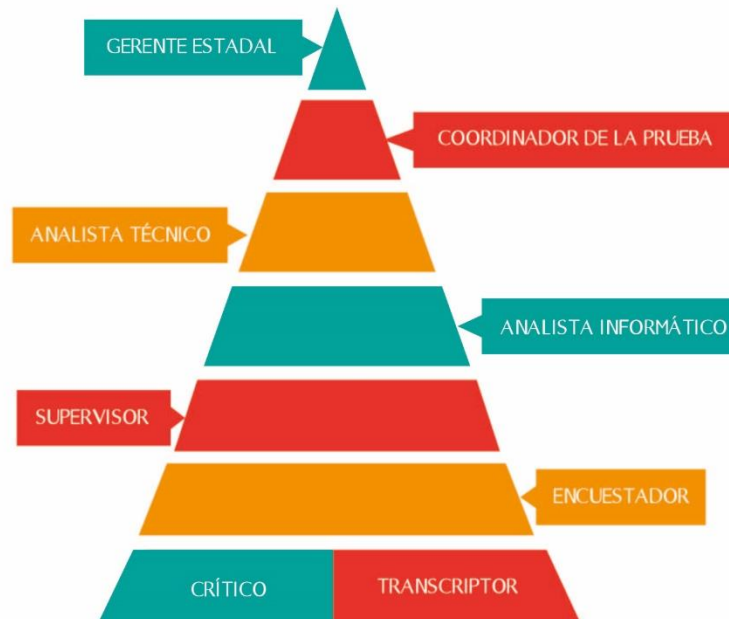 GERENTE ESTADAL
COORDINADOR DE LA PRUEBA
ANALISTA TÉCNICO
ANALISTA INFORMÁTICO
SUPERVISOR
ENCUESTADOR
CRÍTICO
TRANSCRIPTOR